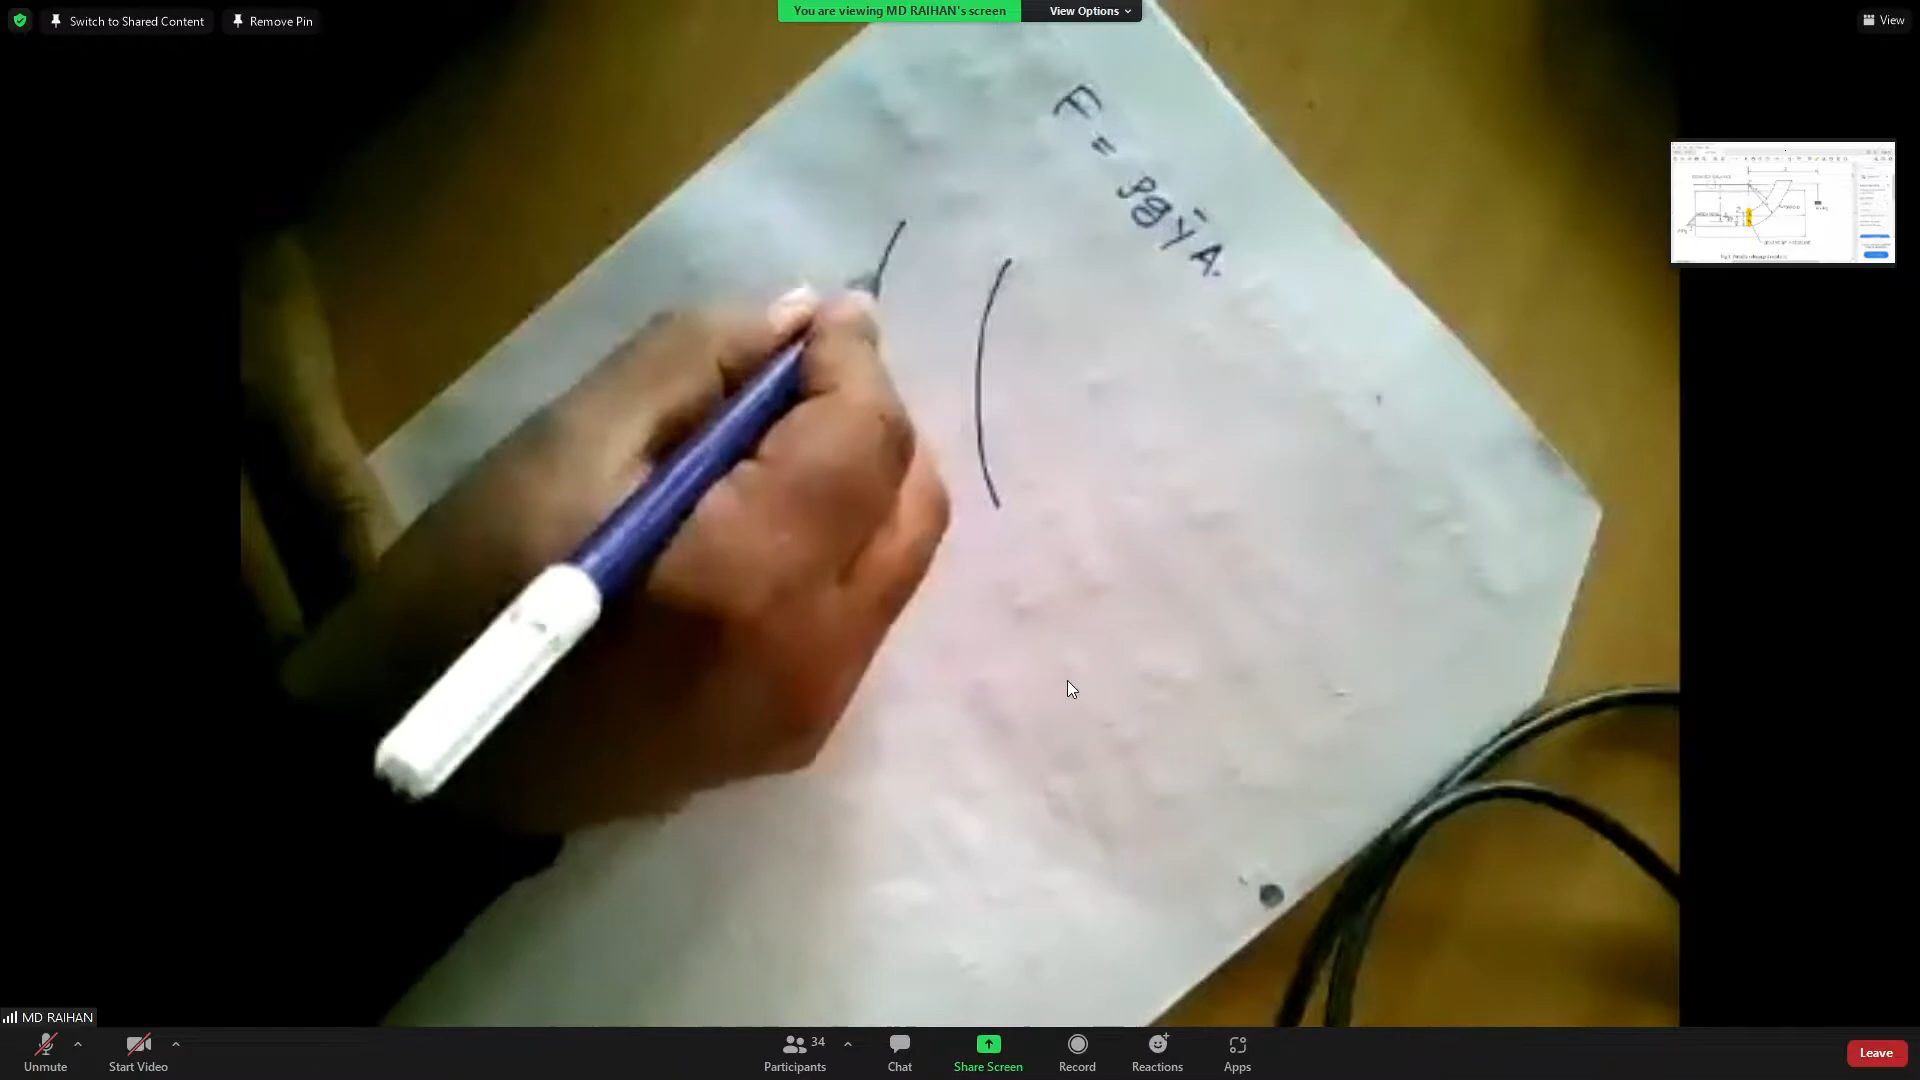 Switch to Shared Content
Remove Pin
You are viewing MD RAIHAN's screen
View Options
View
F = ρgȳA.
MD RAIHAN
Unmute
Start Video
Participants
34
Chat
Share Screen
Record
Reactions
Apps
Leave